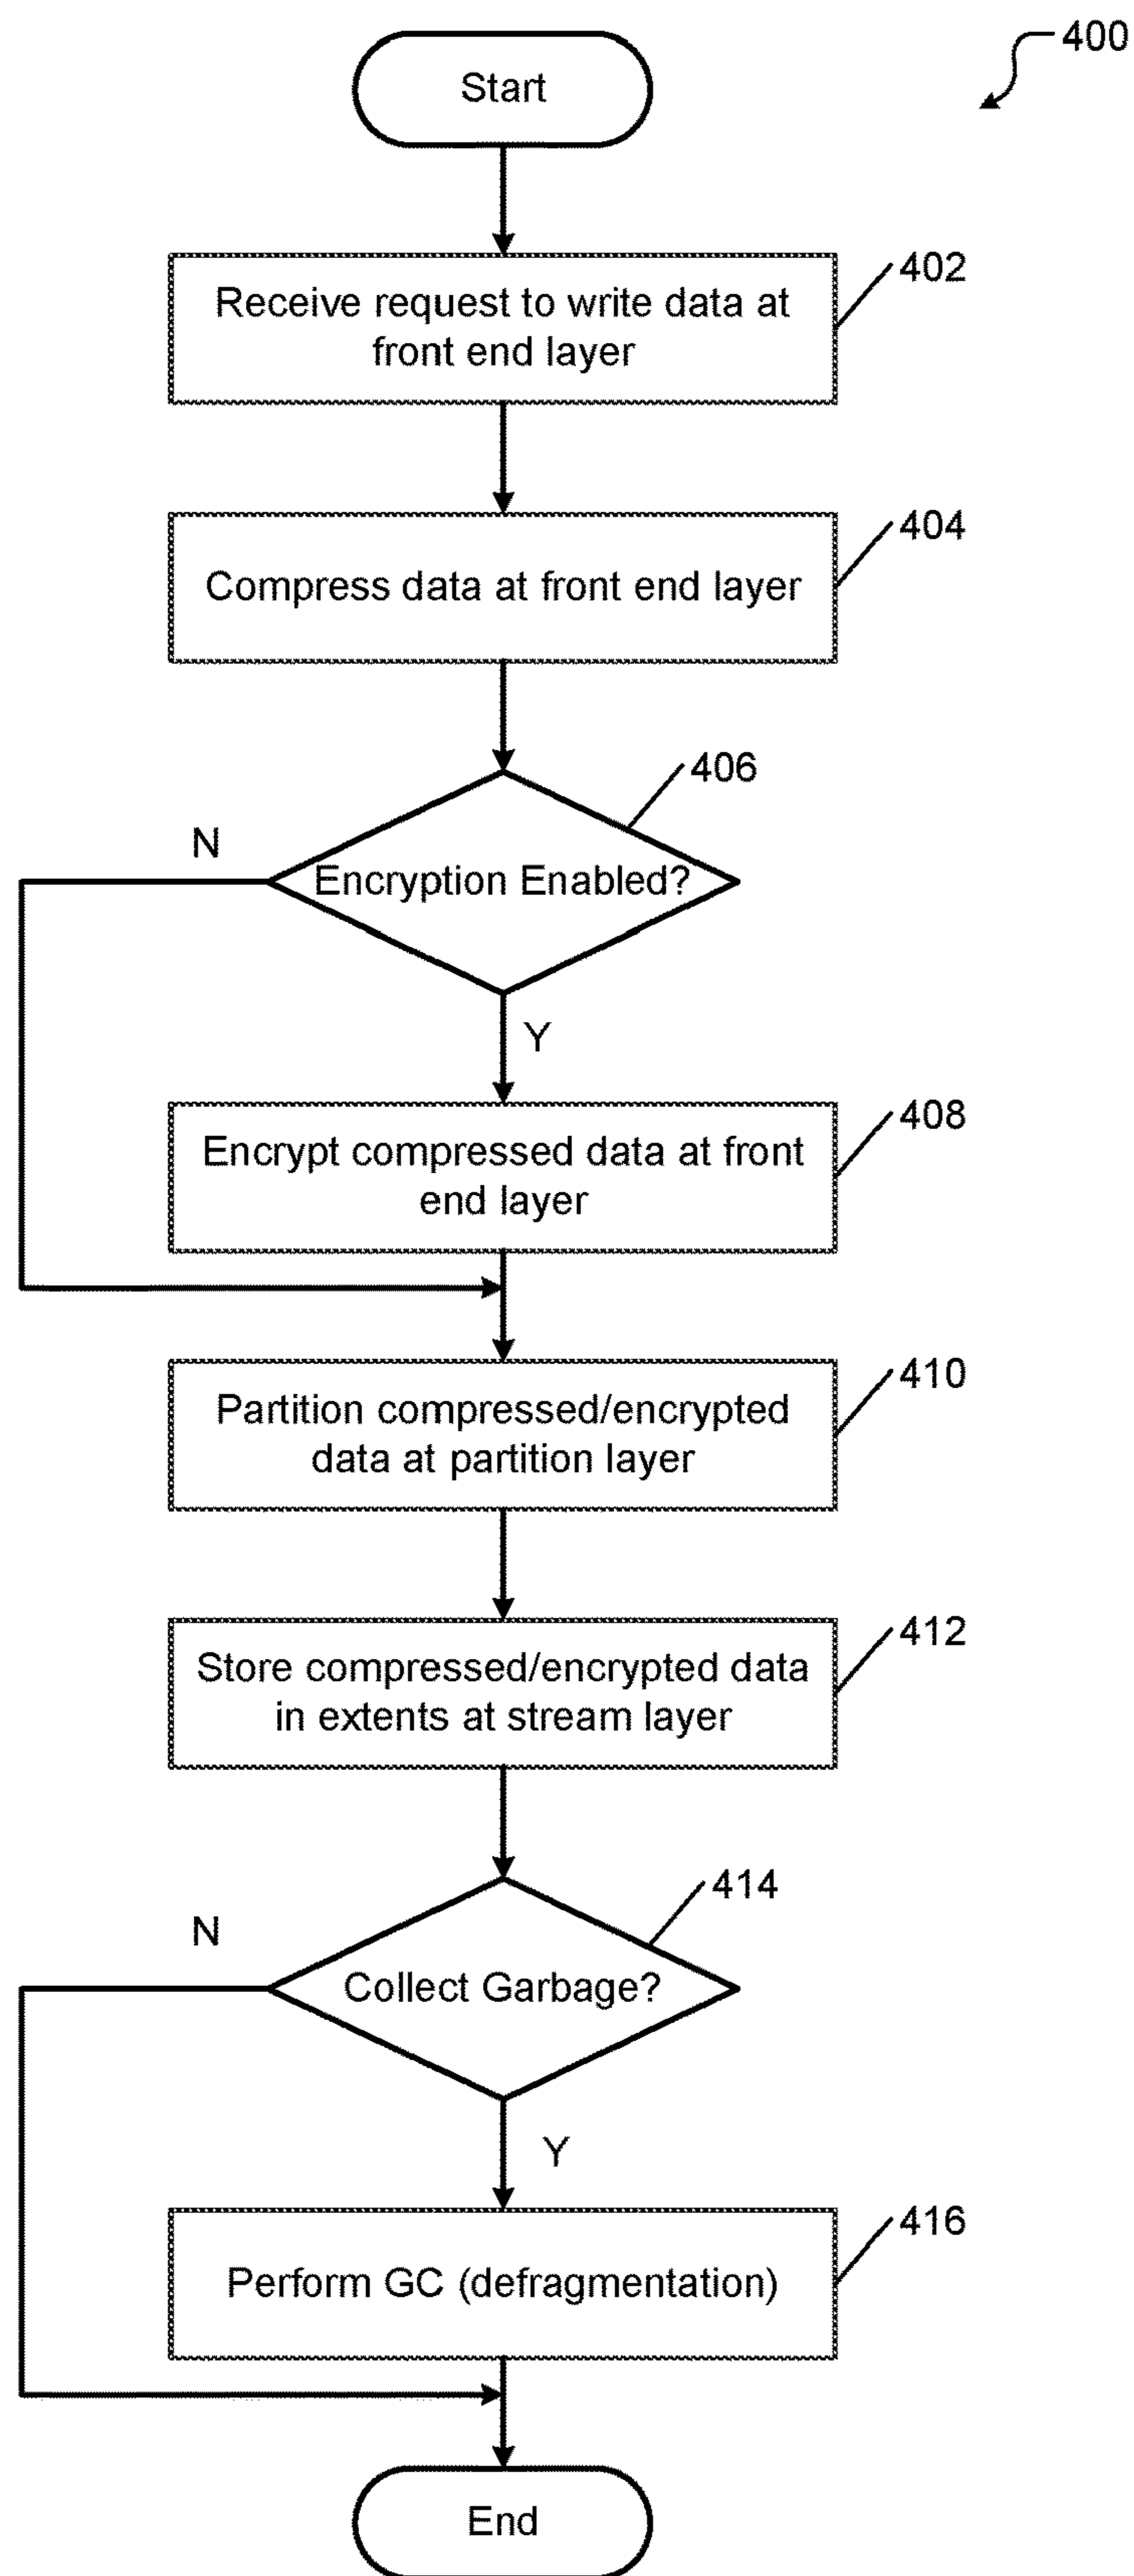 400
Start
402
Receive request to write data at
front end layer
404
Compress data at front end layer
406
N
Encryption Enabled?
Y
408
Encrypt compressed data at front
end layer
410
Partition compressed/encrypted
data at partition layer
412
Store compressed/encrypted data
in extents at stream layer
414
N
Collect Garbage?
Y
416
Perform GC (defragmentation)
End